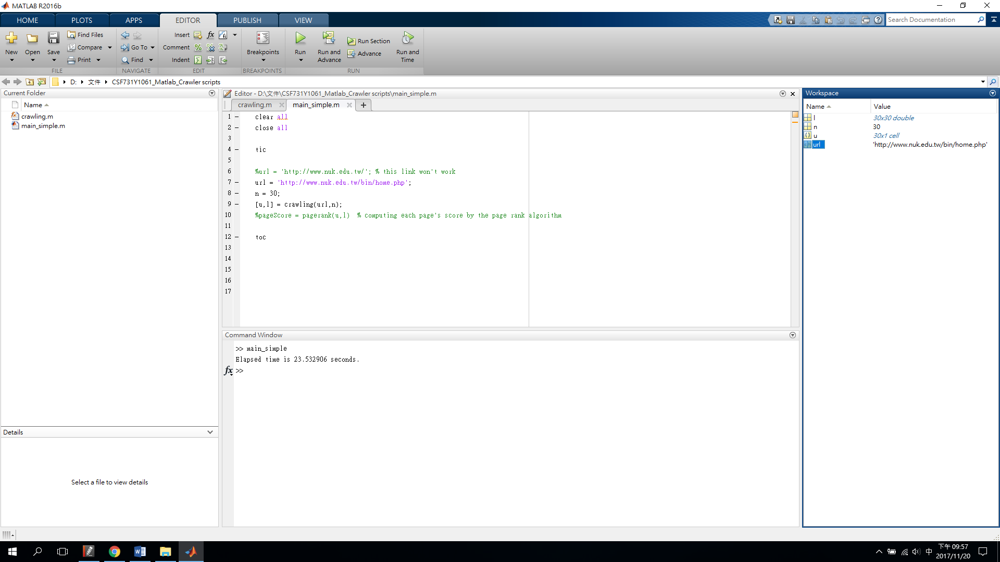 MATLAB R2016b
HOME PLOTS APPS EDITOR PUBLISH VIEW
Search Documentation
New Open Save
Find Files
Compare
Print
Go To
Find
Insert
Comment
Indent
Breakpoints
Run
Run and Advance
Run Section
Advance
Run and Time
FILE NAVIGATE EDIT BREAKPOINTS RUN
D: 文件 CSF731Y1061_Matlab_Crawler scripts
Current Folder
Name
crawling.m
main_simple.m
Details
Select a file to view details
Editor - D:\文件\CSF731Y1061_Matlab_Crawler scripts\main_simple.m
crawling.m main_simple.m
1 clear all
2 close all
3
4 tic
5
6 %url = 'http://www.nuk.edu.tw/'; % this link won't work
7 url = 'http://www.nuk.edu.tw/bin/home.php';
8 n = 30;
9 [u,l] = crawling(url,n);
10 %pageScore = pagerank(u,l)  % computing each page's score by the page rank algorithm
11
12 toc
13
14
15
16
17
Command Window
>> main_simple
Elapsed time is 23.532906 seconds.
fx >>
Workspace
Name Value
l 30x30 double
n 30
u 30x1 cell
url 'http://www.nuk.edu.tw/bin/home.php'
中
下午 09:57
2017/11/20